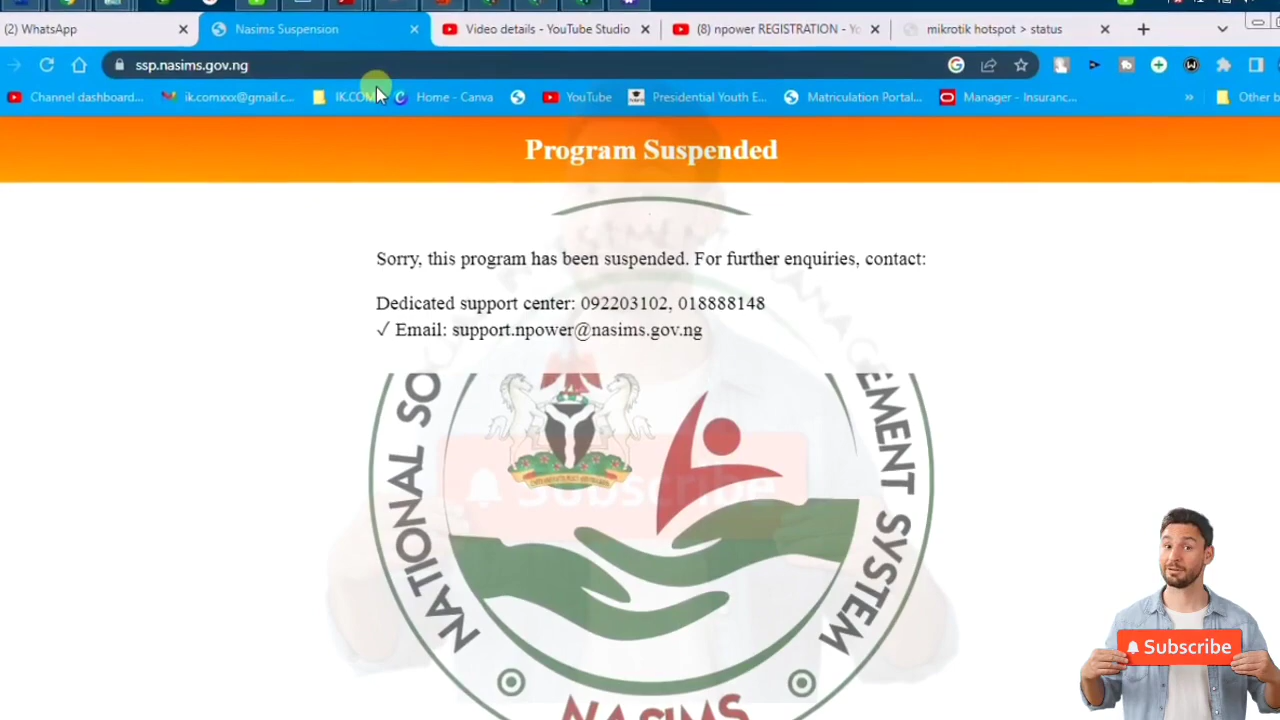 (2) WhatsApp
Nasims Suspension
Video details - YouTube Studio
(8) npower REGISTRATION - Yo
mikrotik hotspot > status
ssp.nasims.gov.ng
Channel dashboard...
ik.comxxx@gmail.c...
IK.COM
Home - Canva
YouTube
Presidential Youth E...
Matriculation Portal...
Manager - Insuranc...
Other b
Program Suspended
Sorry, this program has been suspended. For further enquiries, contact:
Dedicated support center: 092203102, 018888148
✓ Email: support.npower@nasims.gov.ng
NATIONAL SO
EMENT SYSTEM
NASIMS
Subscribe
Subscribe